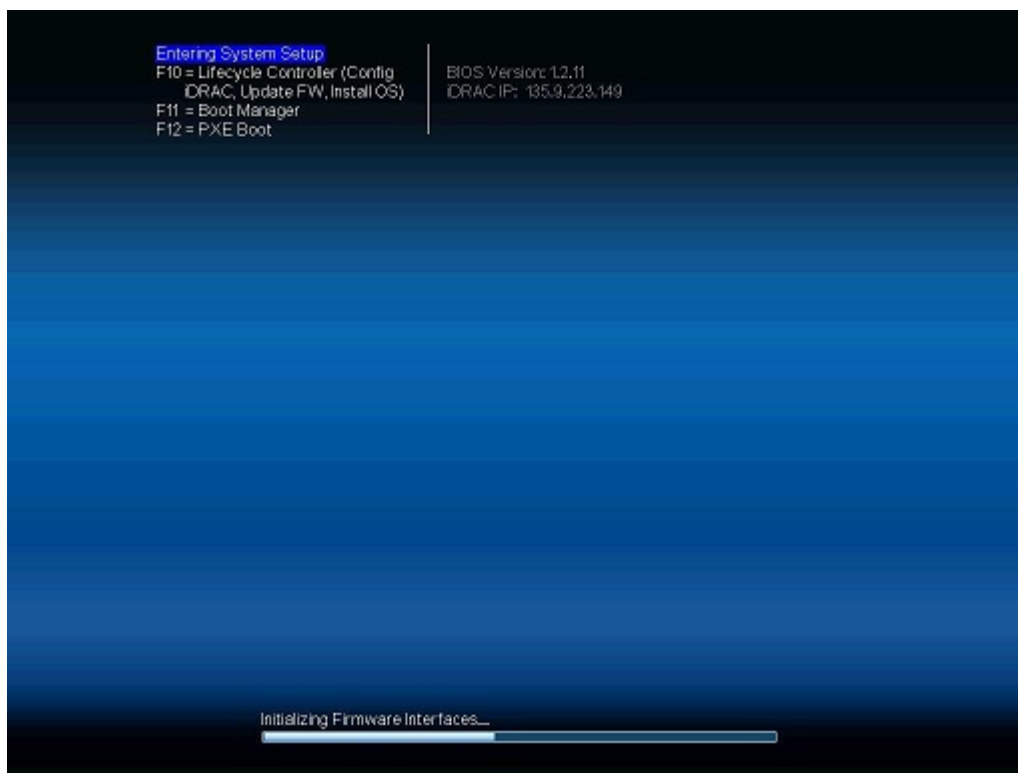 Entering System Setup
F10 = Lifecycle Controller (Config
iDRAC, Update FW, Install OS)
F11 = Boot Manager
F12 = PXE Boot
BIOS Version: 1.2.11
iDRAC IP: 135.9.223.149
Initializing Firmware Interfaces...